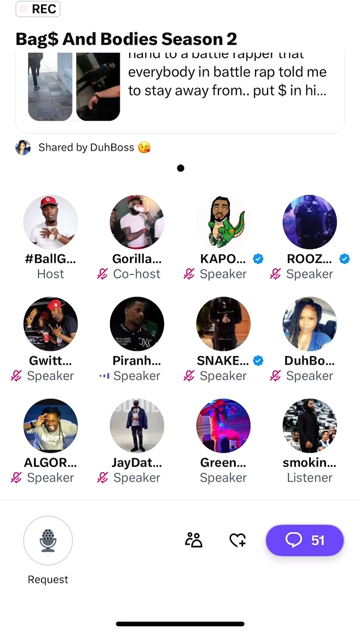 REC
Bag$ And Bodies Season 2
hand to a battle rapper that
everybody in battle rap told me
to stay away from.. put $ in hi...
Shared by DuhBoss 😘
#BallG...
Host
Gorilla...
Co-host
KAPO...
Speaker
ROOZ...
Speaker
Gwitt...
Speaker
Piranh...
Speaker
SNAKE...
Speaker
DuhBo...
Speaker
ALGOR...
Speaker
JayDat...
Speaker
Green...
Speaker
smokin...
Listener
51
Request